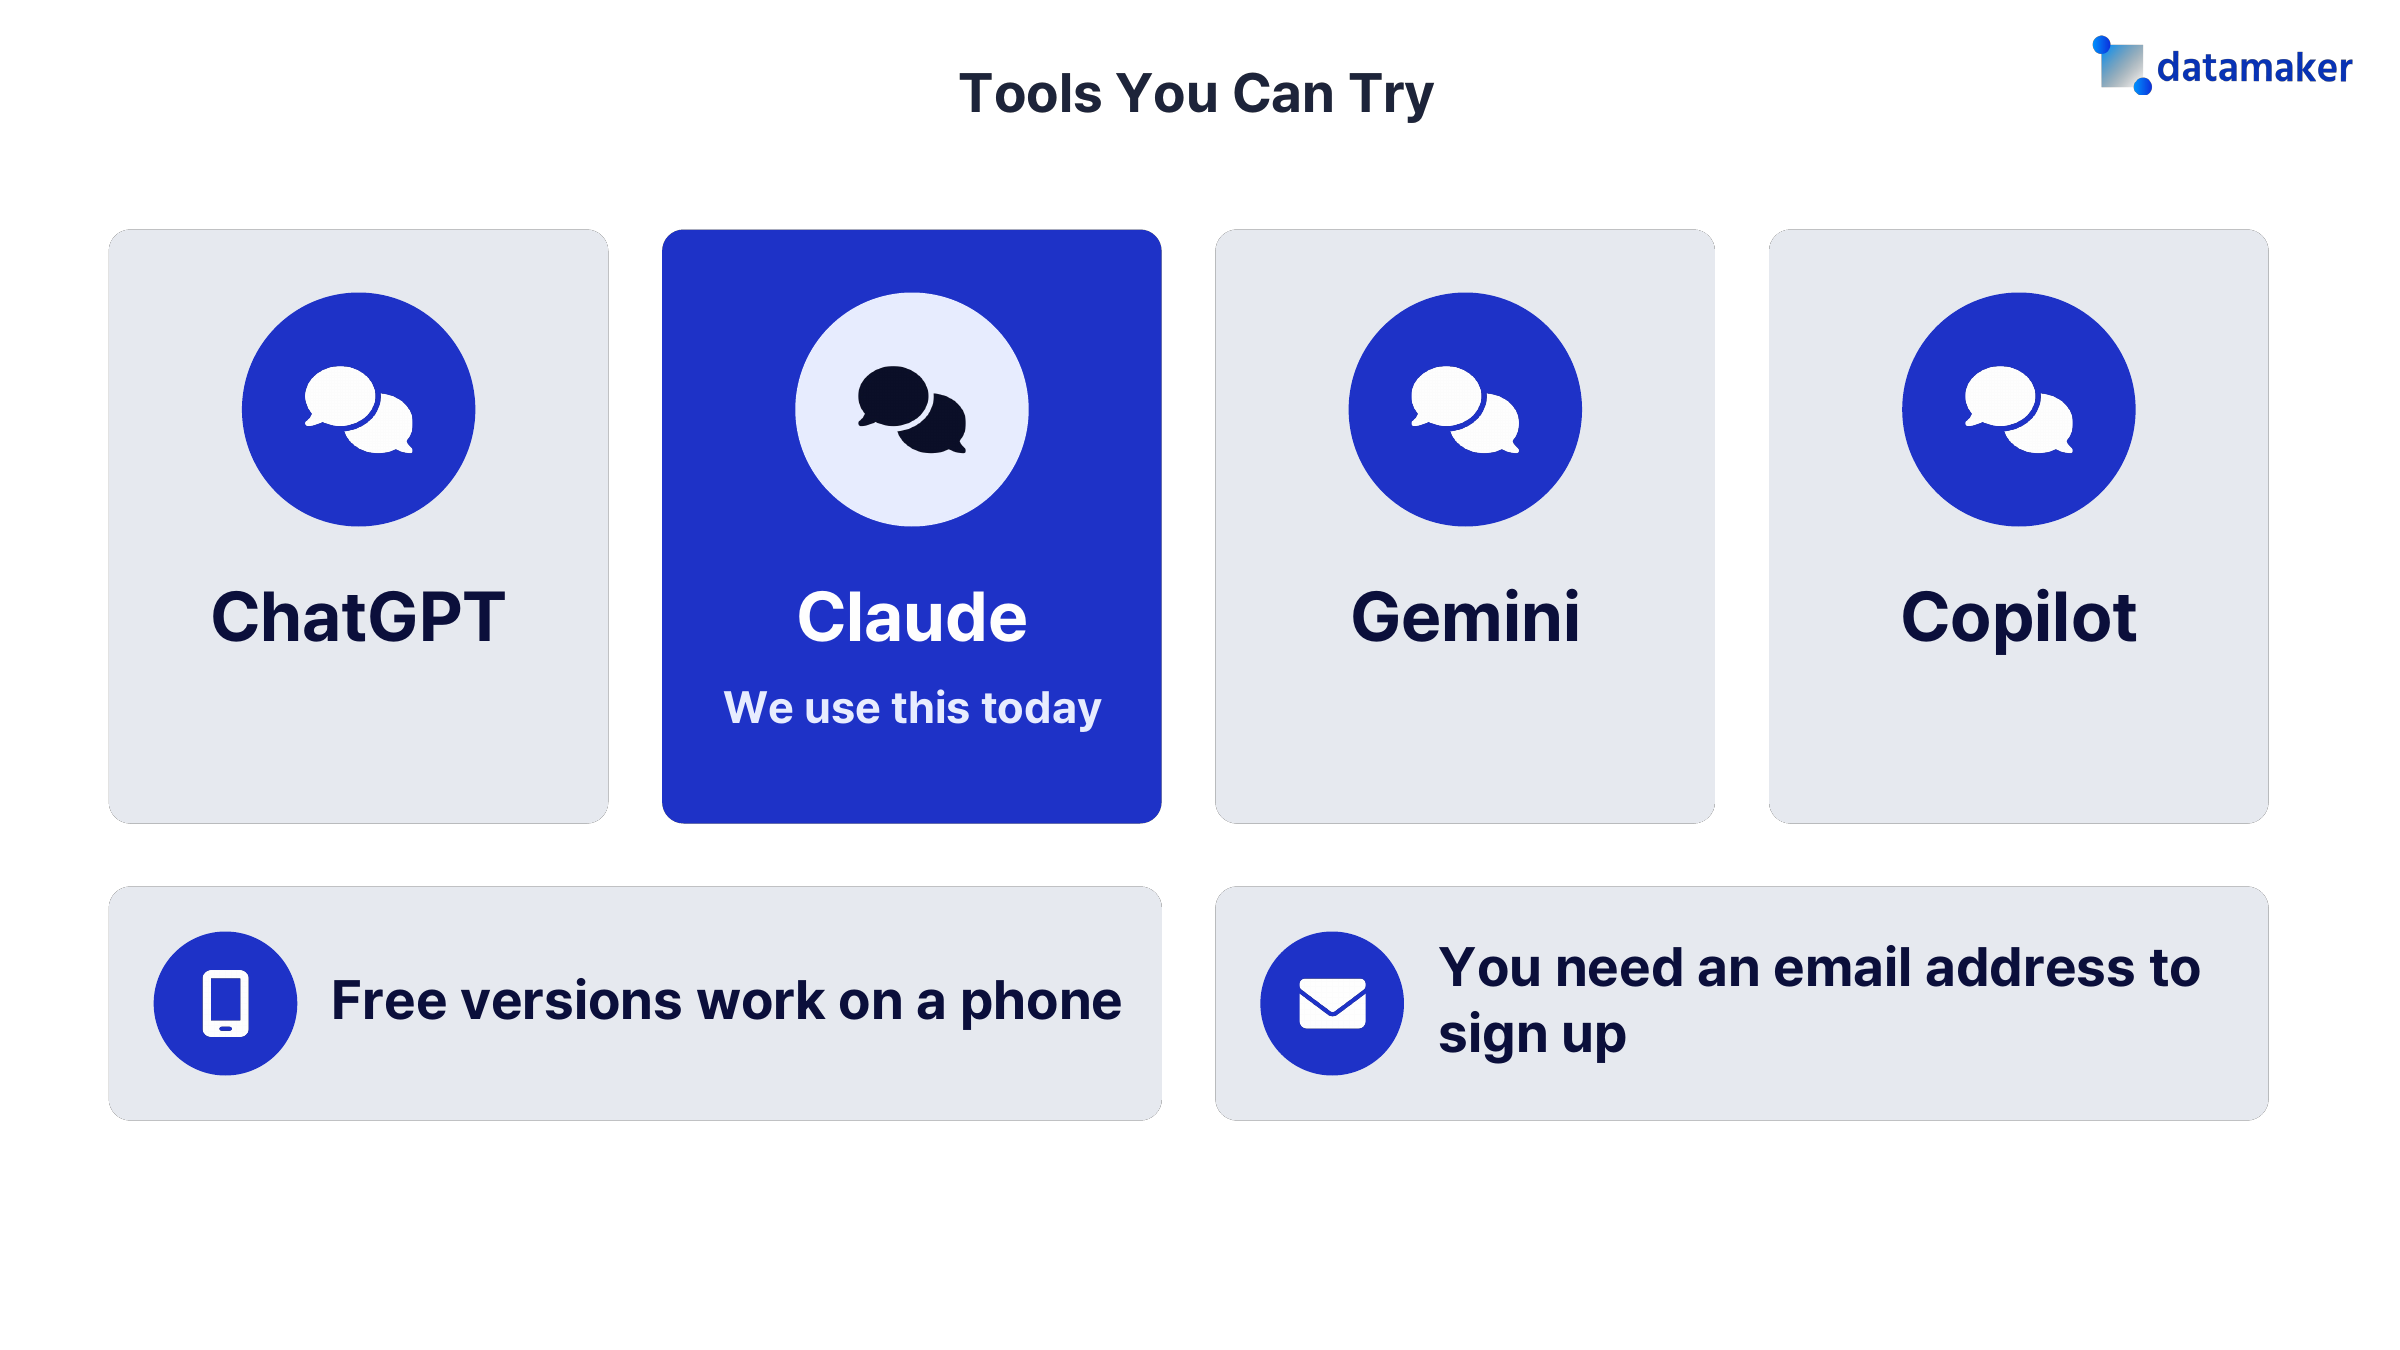 Tools You Can Try
datamaker
ChatGPT
Claude
We use this today
Gemini
Copilot
Free versions work on a phone
You need an email address to
sign up